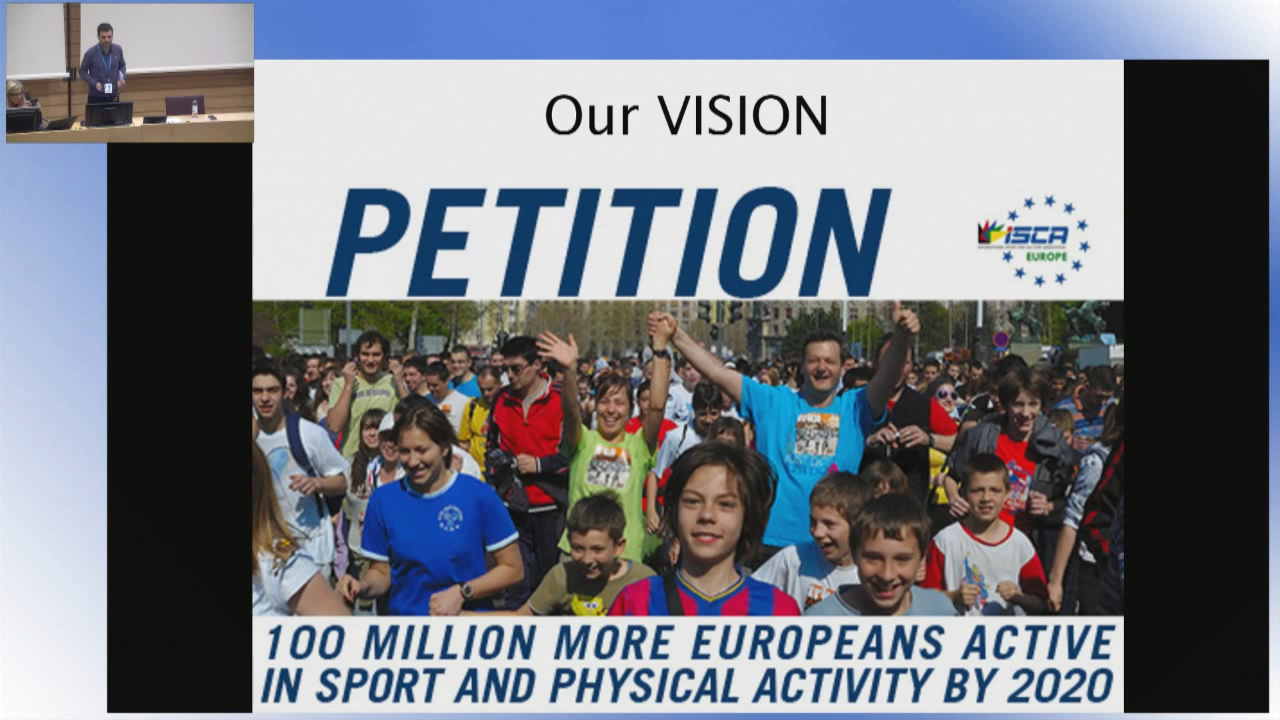 Our VISION
PETITION
ISCA
EUROPE
100 MILLION MORE EUROPEANS ACTIVE
IN SPORT AND PHYSICAL ACTIVITY BY 2020